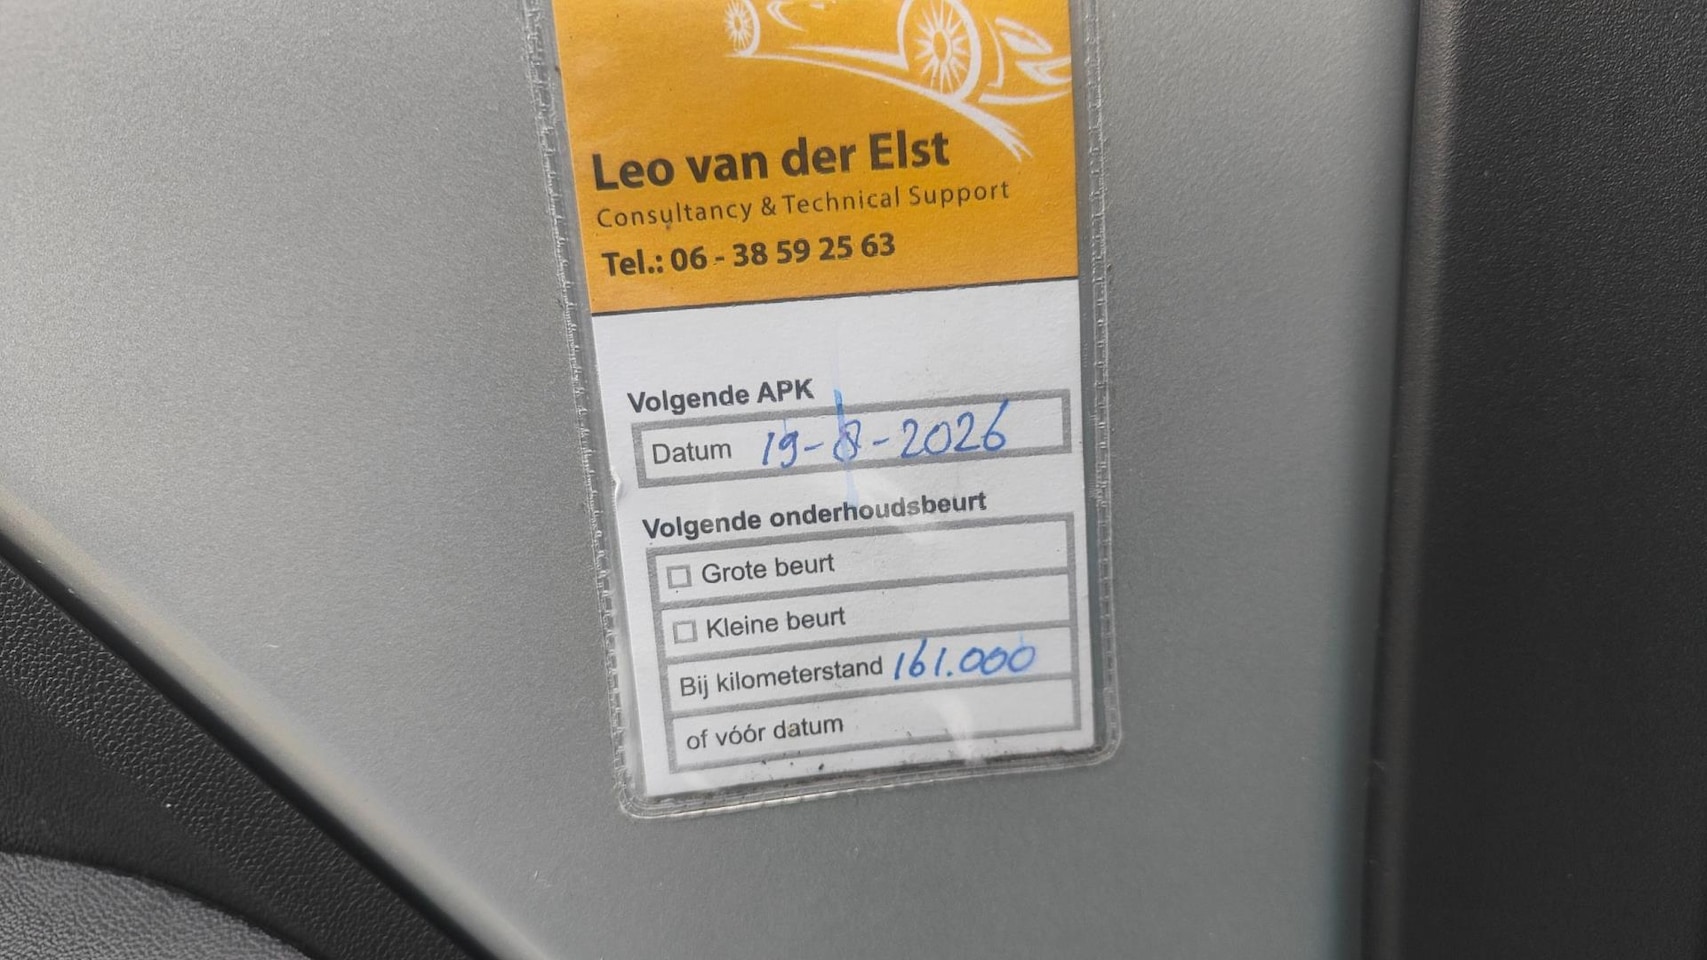 Leo van der Elst
Consultancy & Technical Support
Tel.: 06 - 38 59 25 63
Volgende APK
Datum 19-8-2026
Volgende onderhoudsbeurt
Grote beurt
Kleine beurt
Bij kilometerstand 161.000
of vóór datum